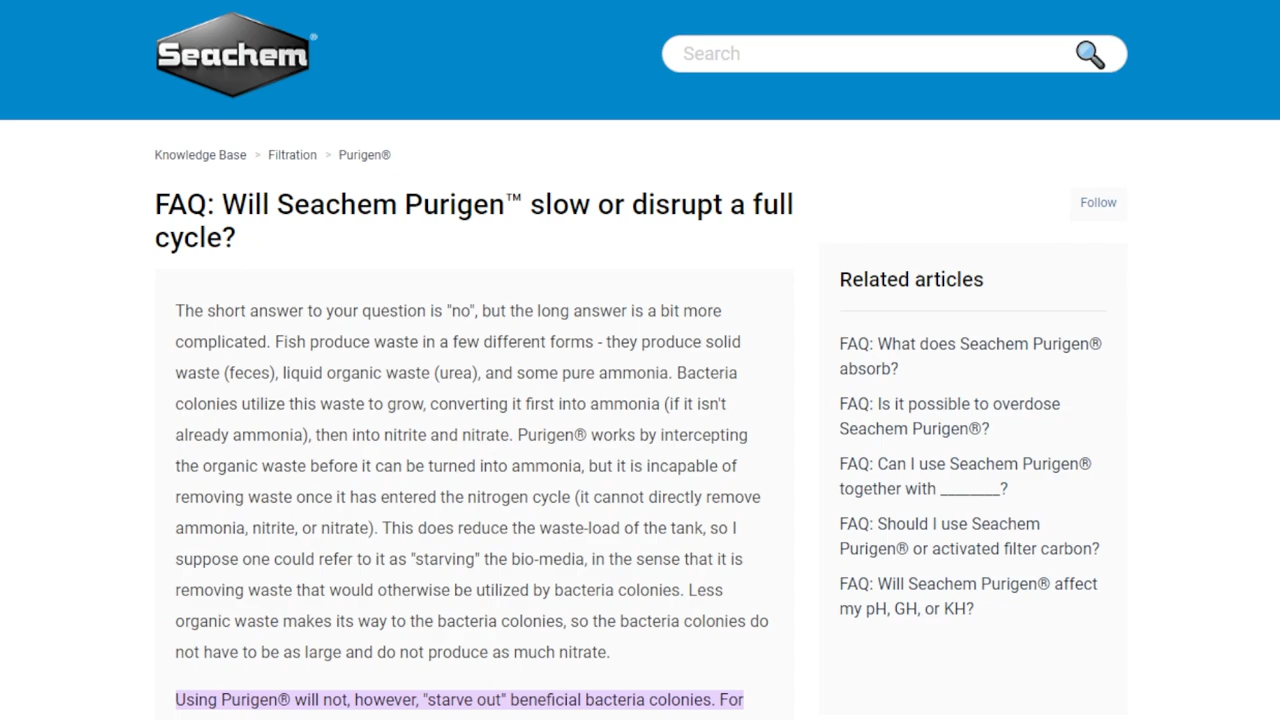 Seachem®
Search
Knowledge Base > Filtration > Purigen®
FAQ: Will Seachem Purigen™ slow or disrupt a full
cycle?
Follow
The short answer to your question is "no", but the long answer is a bit more
complicated. Fish produce waste in a few different forms - they produce solid
waste (feces), liquid organic waste (urea), and some pure ammonia. Bacteria
colonies utilize this waste to grow, converting it first into ammonia (if it isn't
already ammonia), then into nitrite and nitrate. Purigen® works by intercepting
the organic waste before it can be turned into ammonia, but it is incapable of
removing waste once it has entered the nitrogen cycle (it cannot directly remove
ammonia, nitrite, or nitrate). This does reduce the waste-load of the tank, so I
suppose one could refer to it as "starving" the bio-media, in the sense that it is
removing waste that would otherwise be utilized by bacteria colonies. Less
organic waste makes its way to the bacteria colonies, so the bacteria colonies do
not have to be as large and do not produce as much nitrate.
Using Purigen® will not, however, "starve out" beneficial bacteria colonies. For
Related articles
FAQ: What does Seachem Purigen®
absorb?
FAQ: Is it possible to overdose
Seachem Purigen®?
FAQ: Can I use Seachem Purigen®
together with ________?
FAQ: Should I use Seachem
Purigen® or activated filter carbon?
FAQ: Will Seachem Purigen® affect
my pH, GH, or KH?